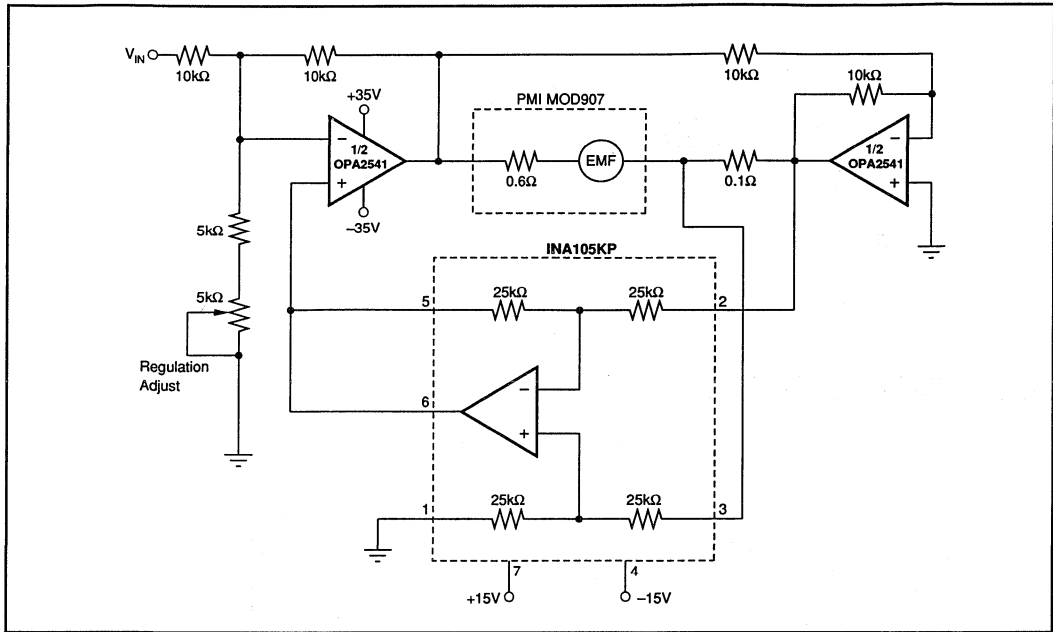 V_IN
10kΩ
10kΩ
10kΩ
10kΩ
+35V
PMI MOD907
−
1/2
OPA2541
+
−35V
0.6Ω
EMF
0.1Ω
−
1/2
OPA2541
+
5kΩ
5kΩ
Regulation
Adjust
INA105KP
5
25kΩ
25kΩ
2
6
−
+
1
25kΩ
25kΩ
3
7
4
+15V
−15V